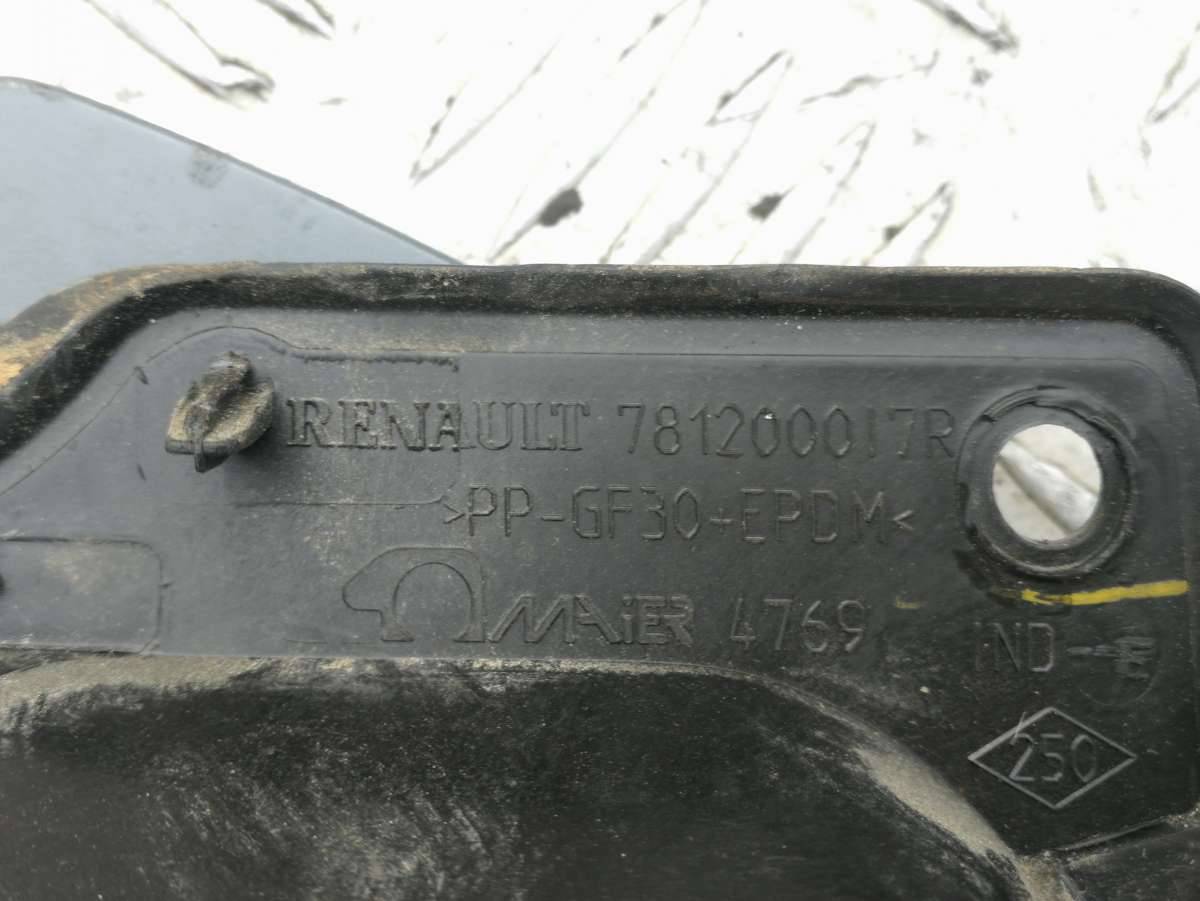 RENAULT 781200017R
>PP-GF30+EPDM<
MAiER 4769 IND-
250